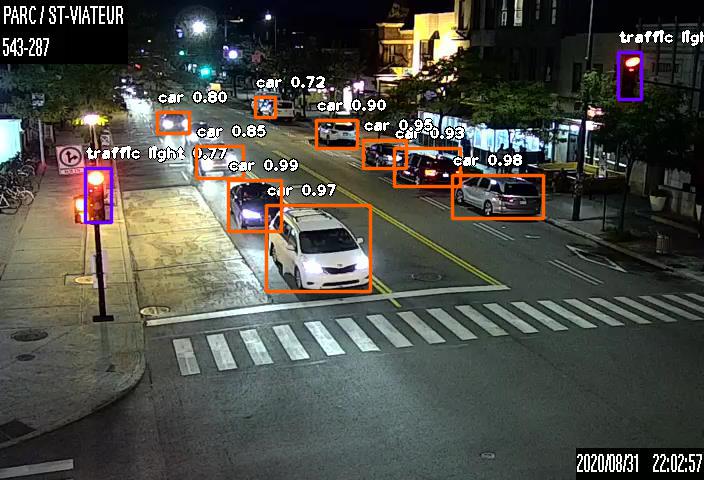 PARC / ST-VIATEUR
543-287
traffic ligh
car 0.72
car 0.80
car 0.90
car 0.85
car 0.95
car 0.93
traffic light 0.77
car 0.99
car 0.98
car 0.97
2020/08/31 22:02:57